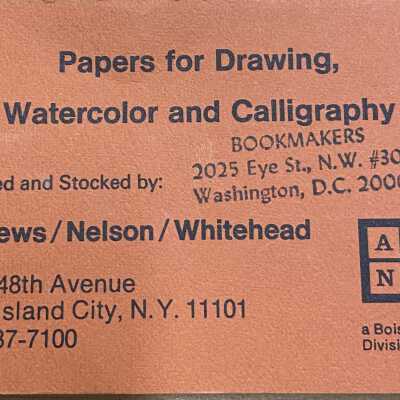 Papers for Drawing,
Watercolor and Calligraphy
BOOKMAKERS
2025 Eye St., N.W. #30
Washington, D.C. 2000
ed and Stocked by:
ews/Nelson/Whitehead
48th Avenue
sland City, N.Y. 11101
37-7100
A
N
a Bois
Divisi